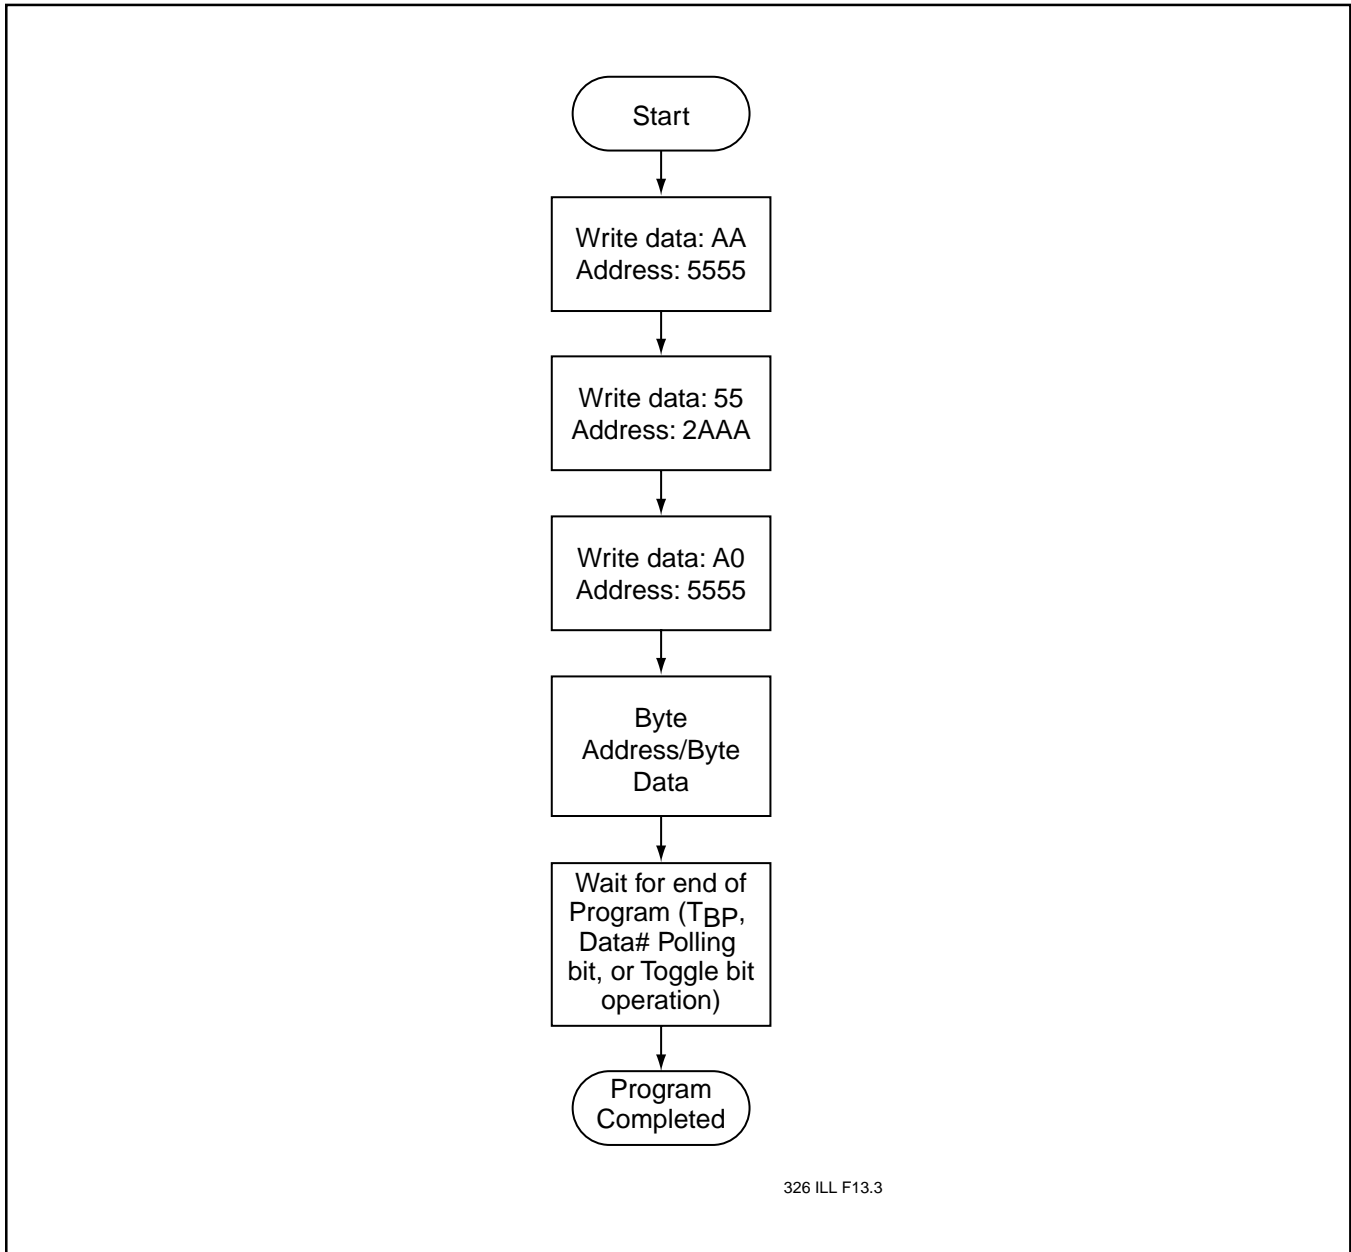 Start
Write data: AA
Address: 5555
Write data: 55
Address: 2AAA
Write data: A0
Address: 5555
Byte
Address/Byte
Data
Wait for end of
Program (TBP,
Data# Polling
bit, or Toggle bit
operation)
Program
Completed
326 ILL F13.3